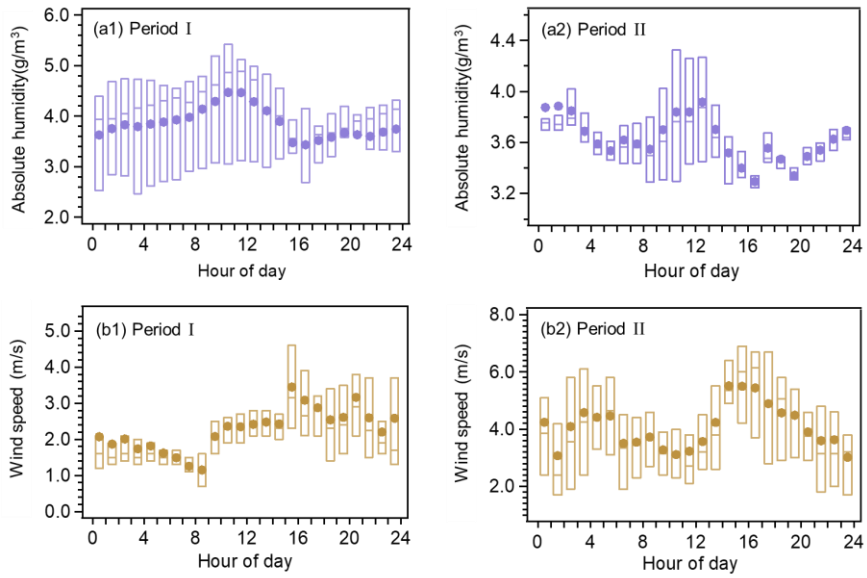 (a1) Period I
Absolute humidity(g/m³)
6.0
5.0
4.0
3.0
2.0
0 4 8 12 16 20 24
Hour of day
(a2) Period II
Absolute humidity(g/m³)
4.4
4.0
3.6
3.2
0 4 8 12 16 20 24
Hour of day
(b1) Period I
Wind speed (m/s)
5.0
4.0
3.0
2.0
1.0
0.0
0 4 8 12 16 20 24
Hour of day
(b2) Period II
Wind speed (m/s)
8.0
6.0
4.0
2.0
0 4 8 12 16 20 24
Hour of day